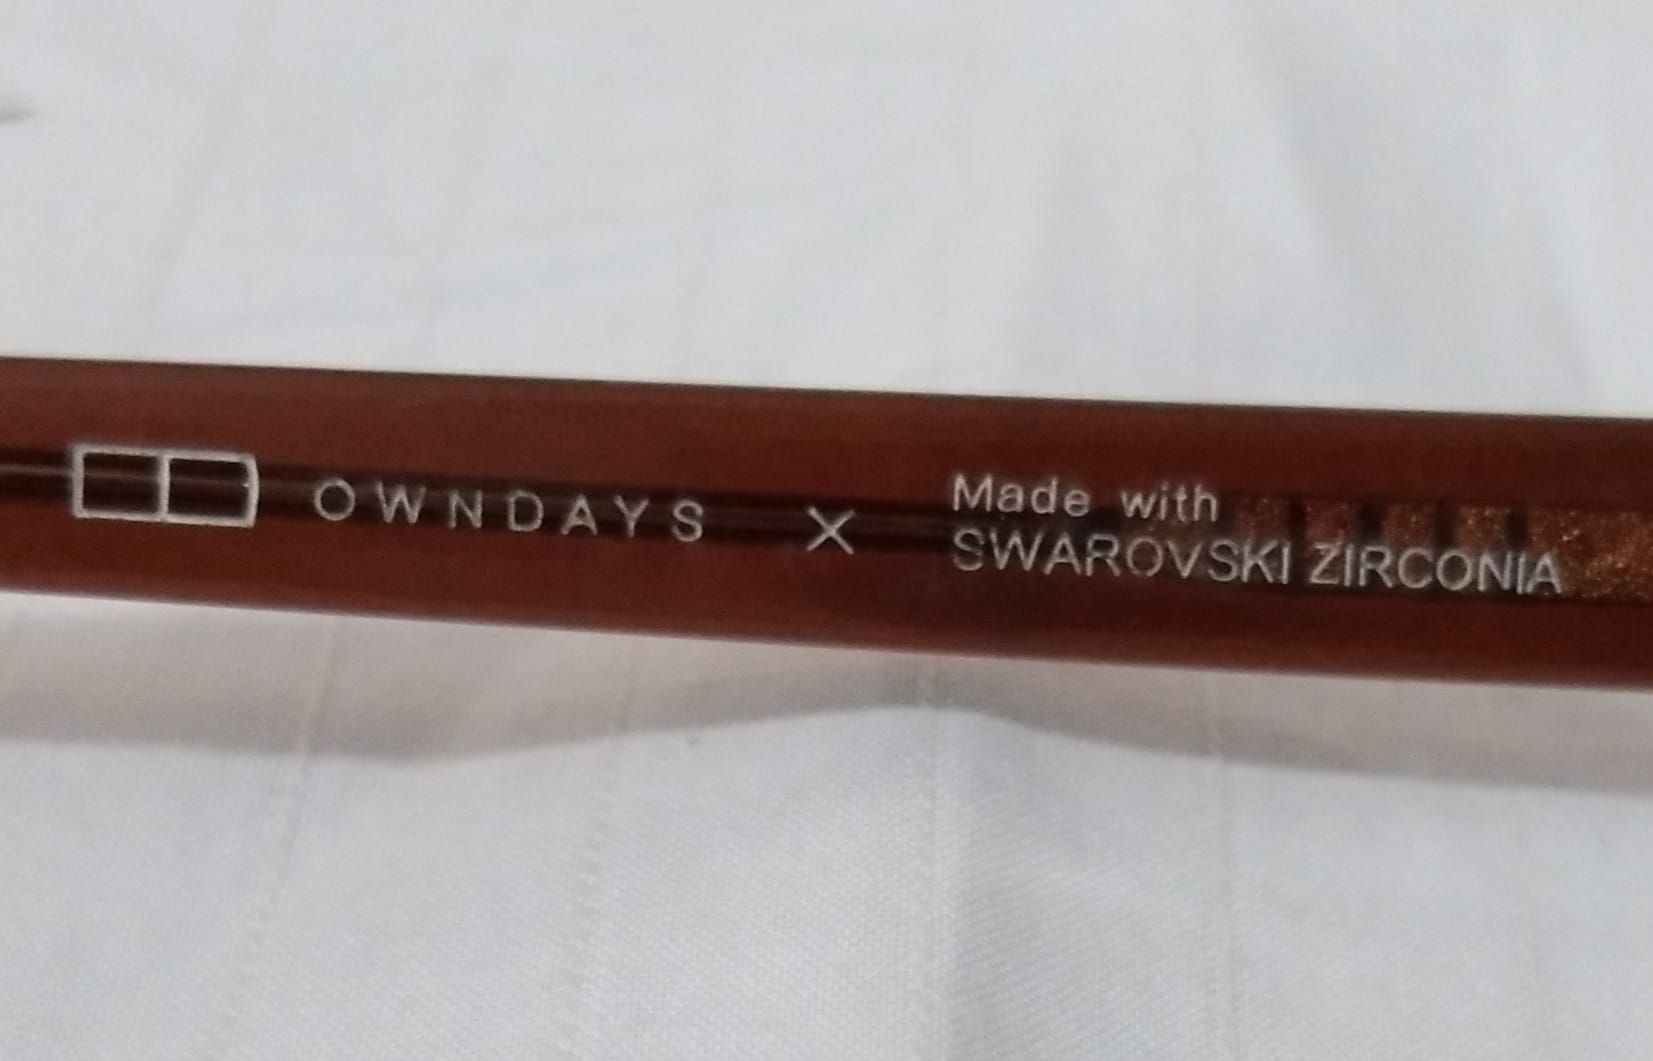 OWNDAYS X Made with
SWAROVSKI ZIRCONIA